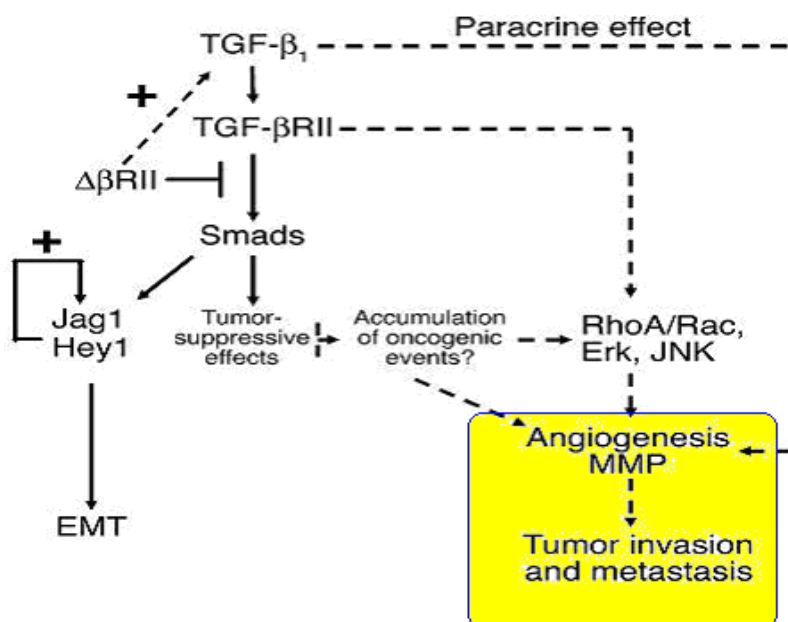 Paracrine effect
TGF-β₁
+
TGF-βRII
ΔβRII
Smads
+
Jag1
Hey1
Tumor-
suppressive
effects
Accumulation
of oncogenic
events?
RhoA/Rac,
Erk, JNK
Angiogenesis
MMP
EMT
Tumor invasion
and metastasis